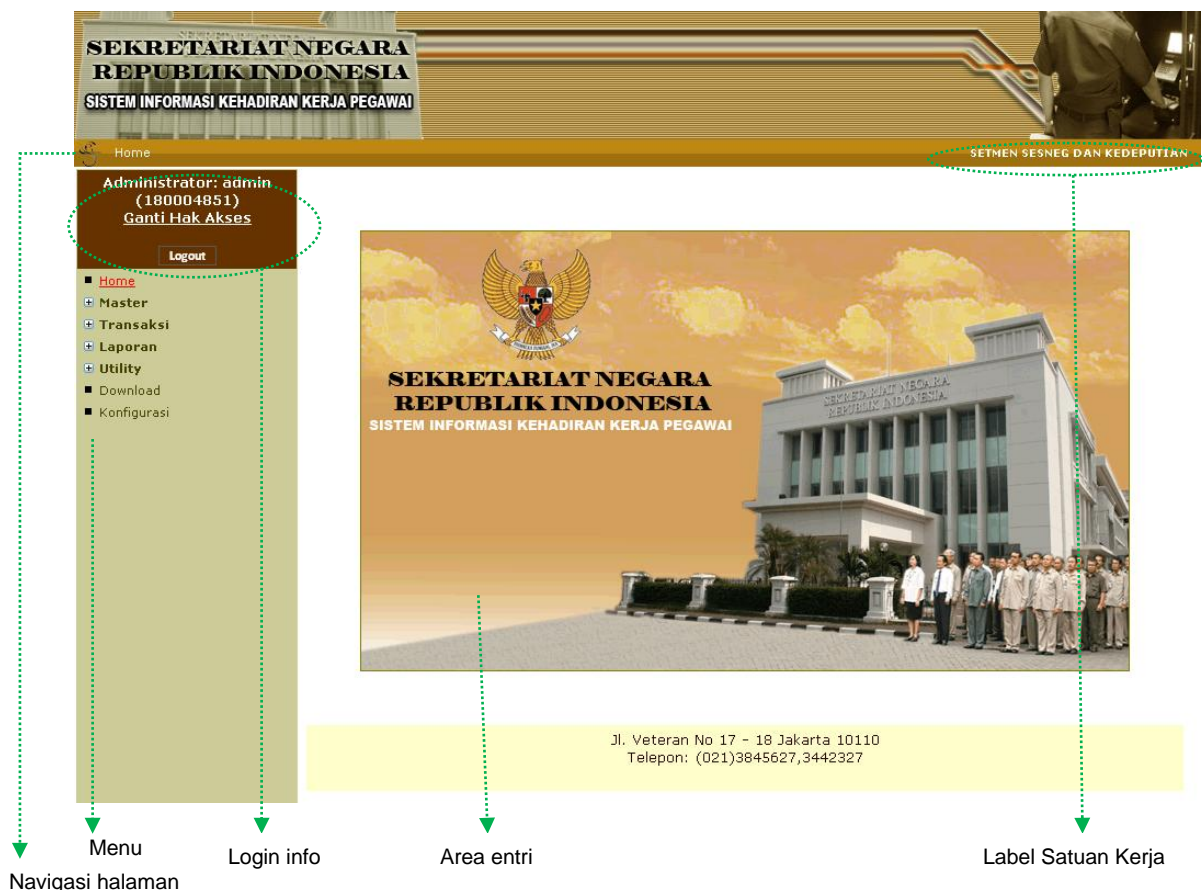 SEKRETARIAT NEGARA
REPUBLIK INDONESIA
SISTEM INFORMASI KEHADIRAN KERJA PEGAWAI
Home
SETMEN SESNEG DAN KEDEPUTIAN
Administrator: admin
(180004851)
Ganti Hak Akses
Logout
Home
Master
Transaksi
Laporan
Utility
Download
Konfigurasi
SEKRETARIAT NEGARA
REPUBLIK INDONESIA
SISTEM INFORMASI KEHADIRAN KERJA PEGAWAI
SEKRETARIAT NEGARA
REPUBLIK INDONESIA
Jl. Veteran No 17 - 18 Jakarta 10110
Telepon: (021)3845627,3442327
Menu
Login info
Area entri
Label Satuan Kerja
Navigasi halaman